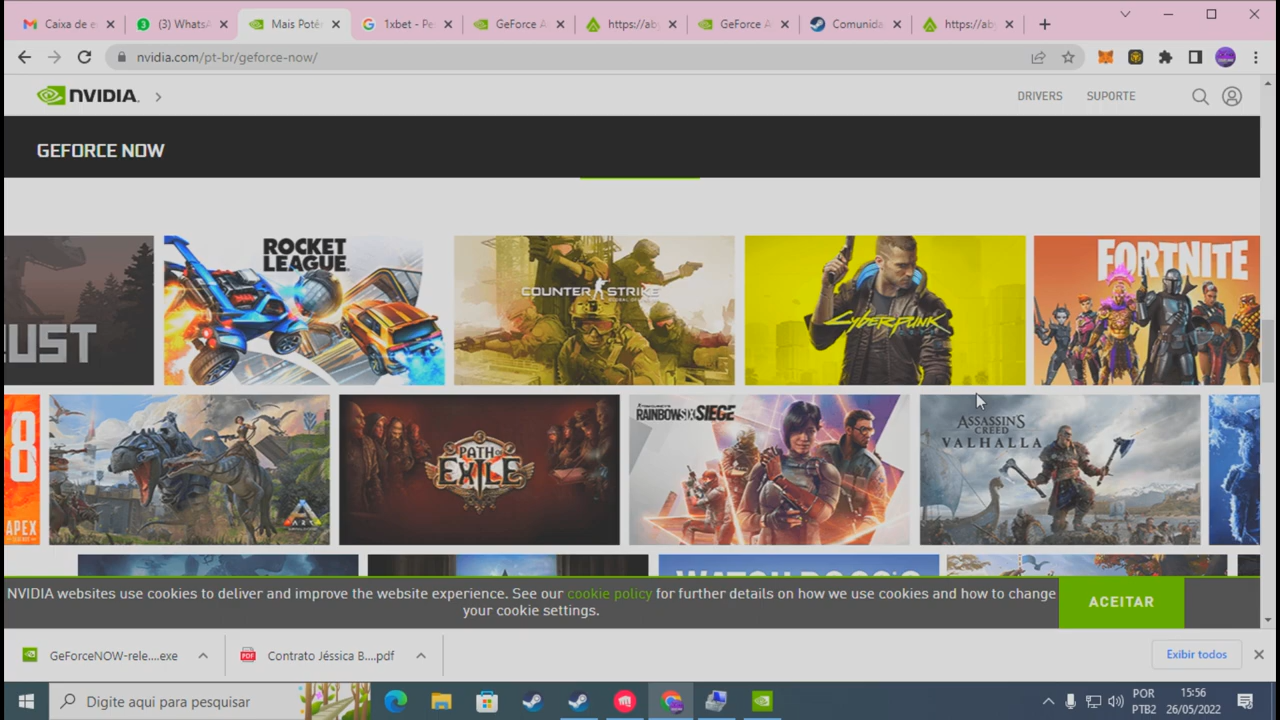 Caixa de e
(3) Whats
Mais Potê
1xbet - Pe
GeForce A
https://ab
GeForce A
Comunida
https://ab
nvidia.com/pt-br/geforce-now/
NVIDIA
DRIVERS
SUPORTE
GEFORCE NOW
UST
ROCKET
LEAGUE
COUNTER STRIKE
CYBERPUNK
FORTNITE
8
APEX
ARK
PATH OF
EXILE
RAINBOW SIX SIEGE
ASSASSIN'S
CREED
VALHALLA
NVIDIA websites use cookies to deliver and improve the website experience. See our cookie policy for further details on how we use cookies and how to change
your cookie settings.
ACEITAR
GeForceNOW-rele....exe
PDF
Contrato Jéssica B....pdf
Exibir todos
Digite aqui para pesquisar
POR
PTB2
15:56
26/05/2022